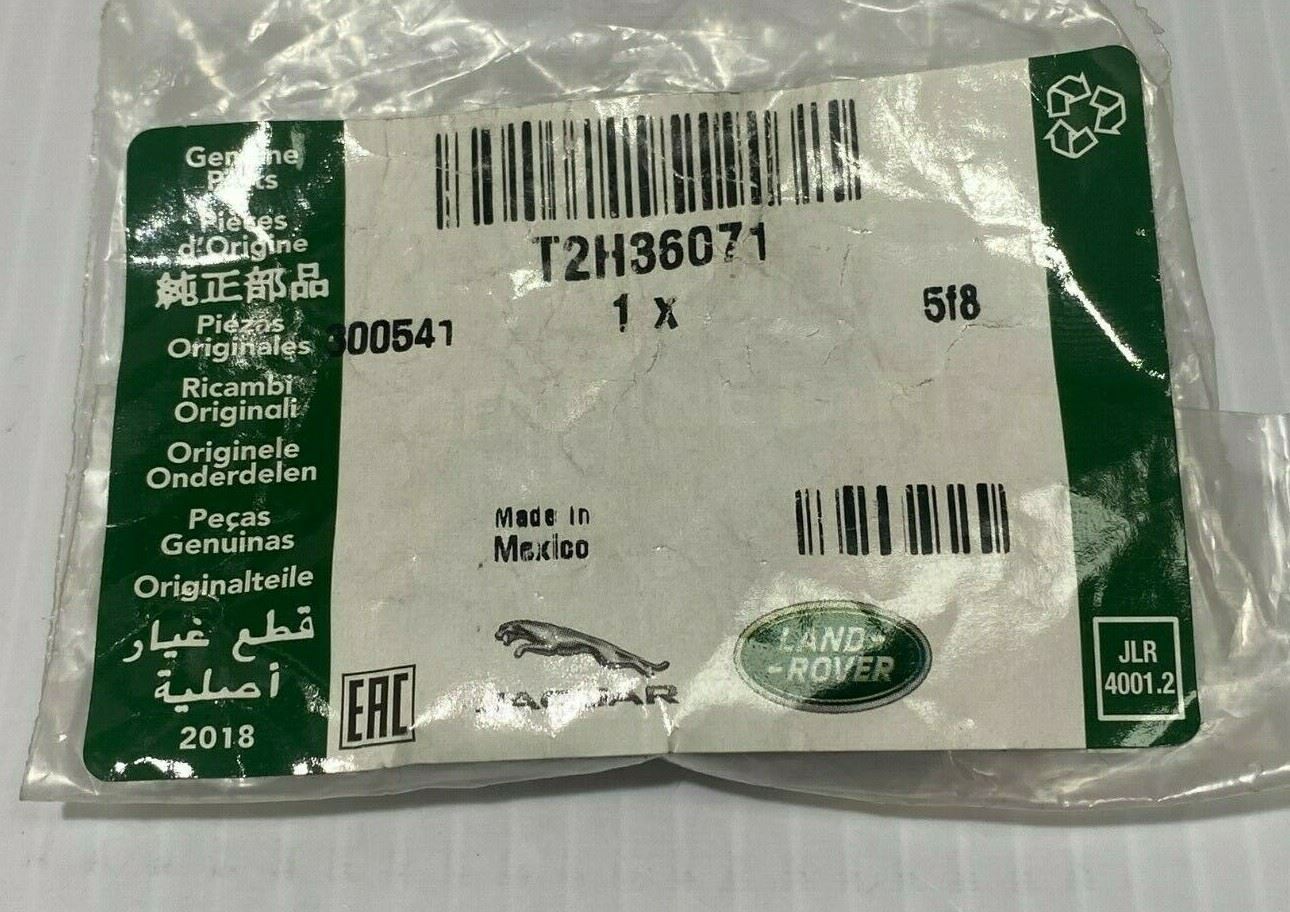 Genuine
Parts
Pièces
d'Origine
純正部品
Piezas
Originales
Ricambi
Originali
Originele
Onderdelen
Peças
Genuinas
Originalteile
قطع غيار
أصلية
2018
T2H36071
1 X
5f8
300541
Made in
Mexico
EAC
JAGUAR
LAND-
-ROVER
JLR
4001.2